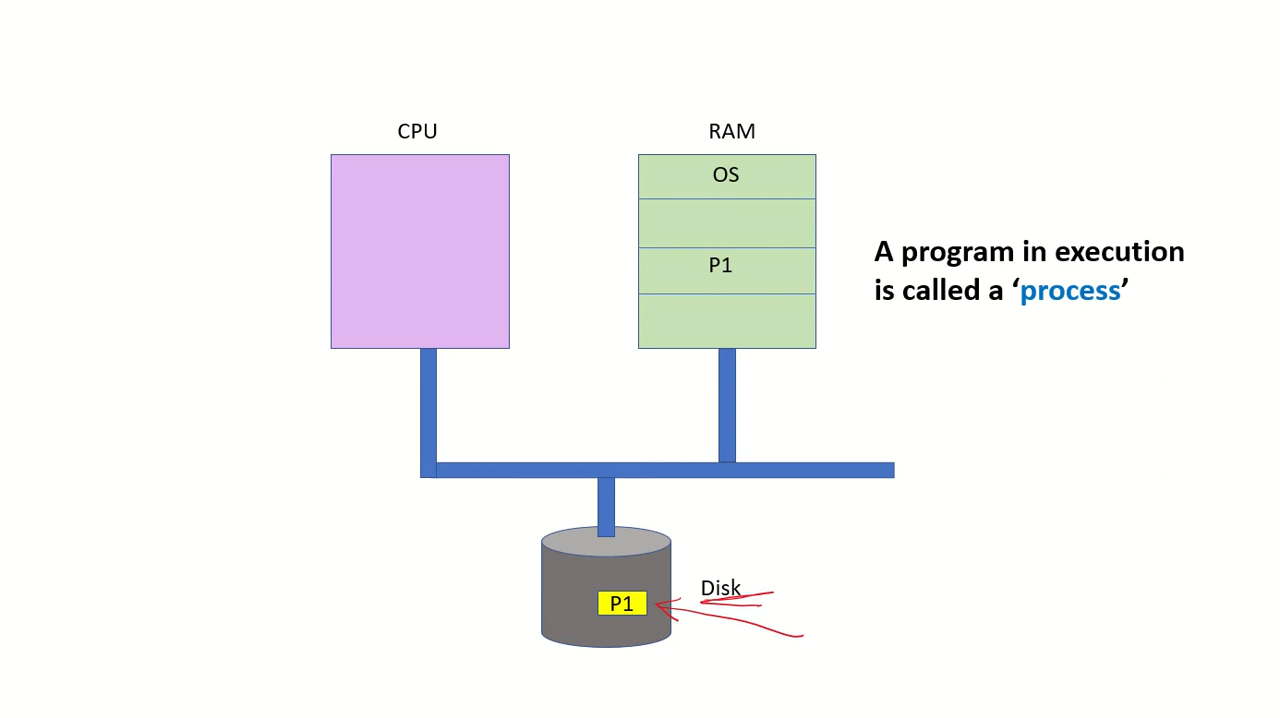 CPU
RAM
OS
P1
A program in execution
is called a ‘process’
Disk
P1